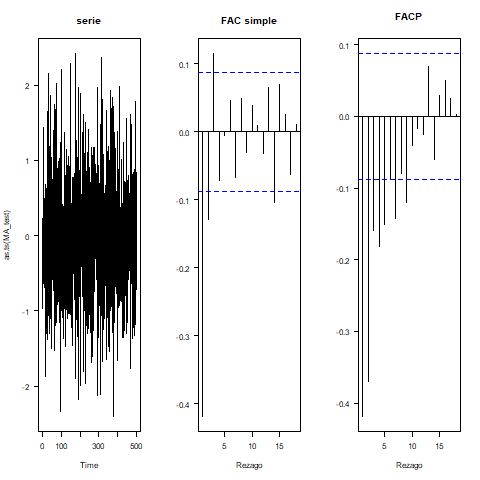 serie
as.ts(MA_test)
2
1
0
-1
-2
0 100 300 500
Time
FAC simple
0.1
0.0
-0.1
-0.2
-0.3
-0.4
5 10 15
Rezago
FACP
0.1
0.0
-0.1
-0.2
-0.3
-0.4
5 10 15
Rezago